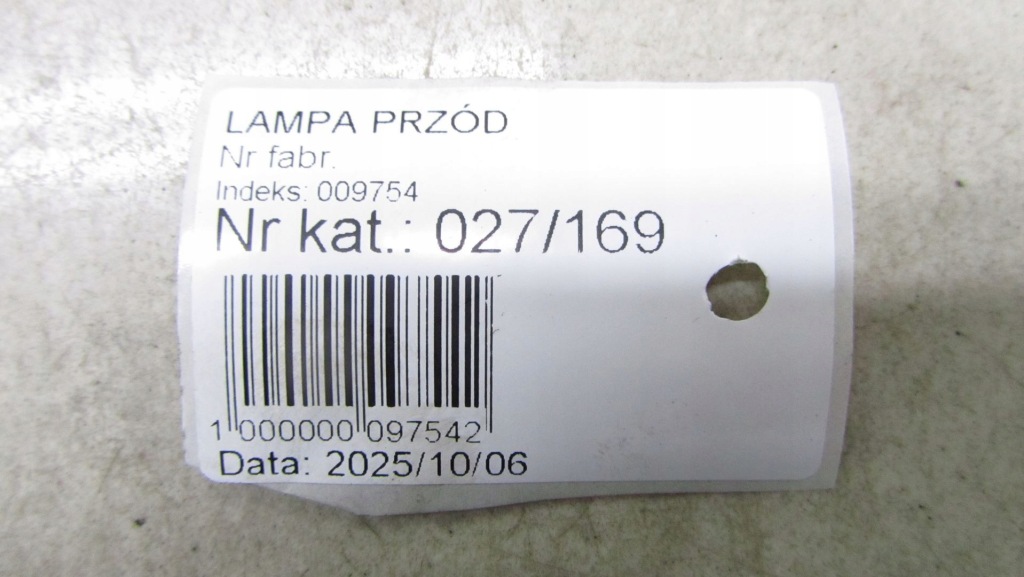 LAMPA PRZÓD
Nr fabr.
Indeks: 009754
Nr kat.: 027/169
1 000000 097542
Data: 2025/10/06